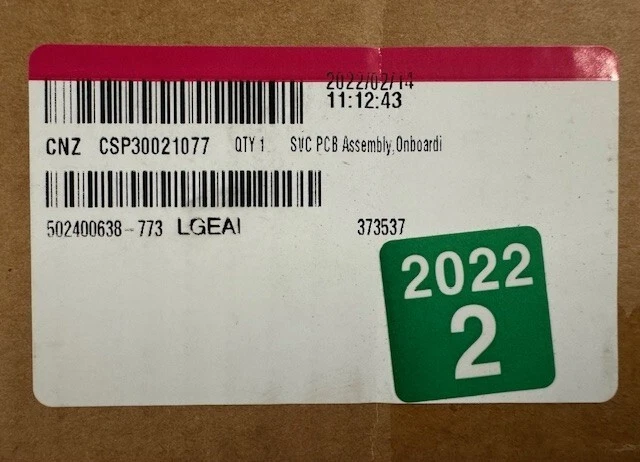 2022/02/14
11:12:43
CNZ CSP30021077 QTY 1 SVC PCB Assembly,Onboardi
502400638-773 LGEAI 373537
2022
2